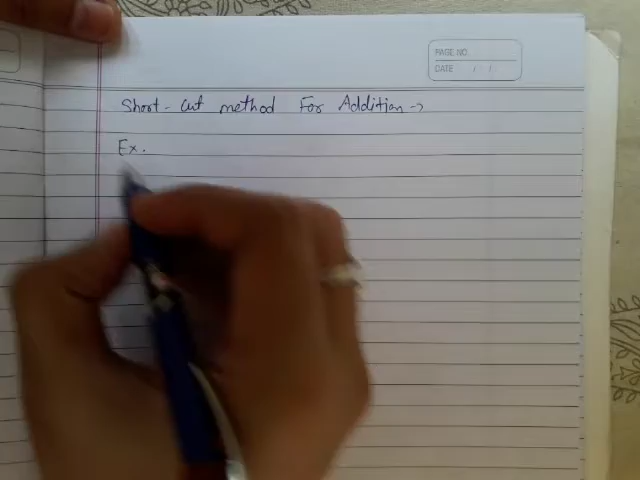 PAGE NO.
DATE / /
Short-cut method For Addition →
Ex.